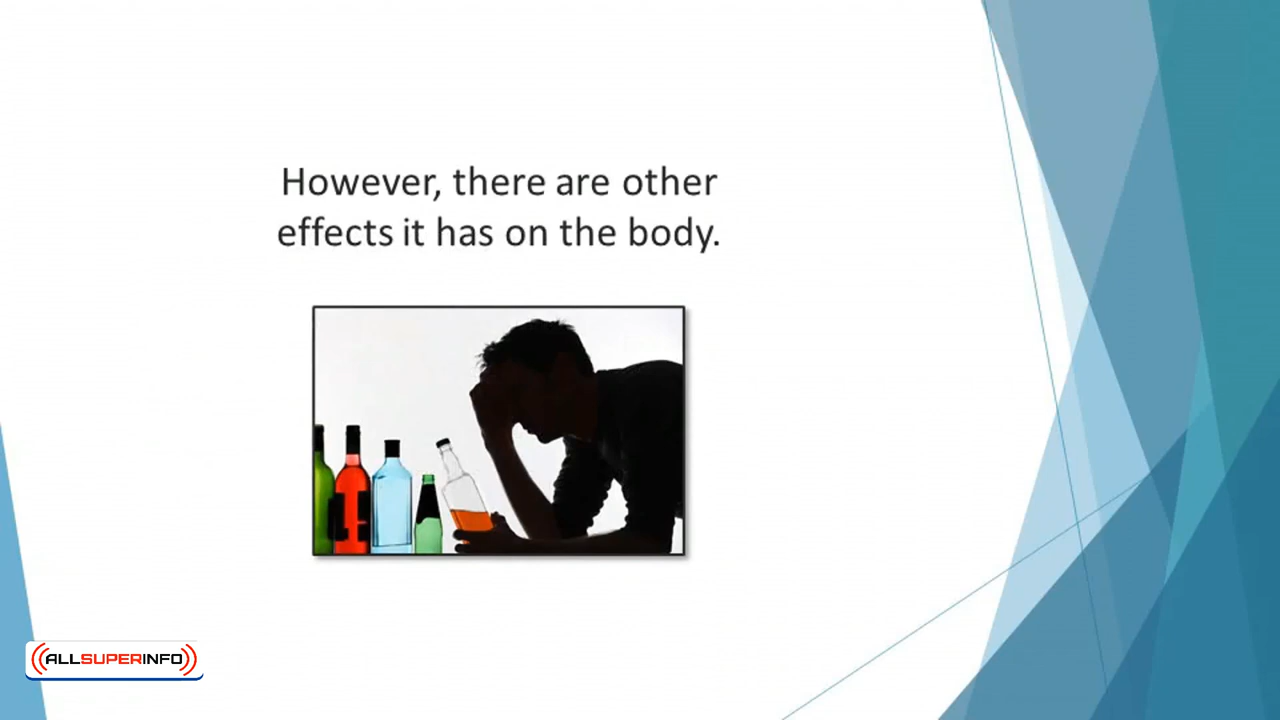 However, there are other
effects it has on the body.
ALLSUPERINFO